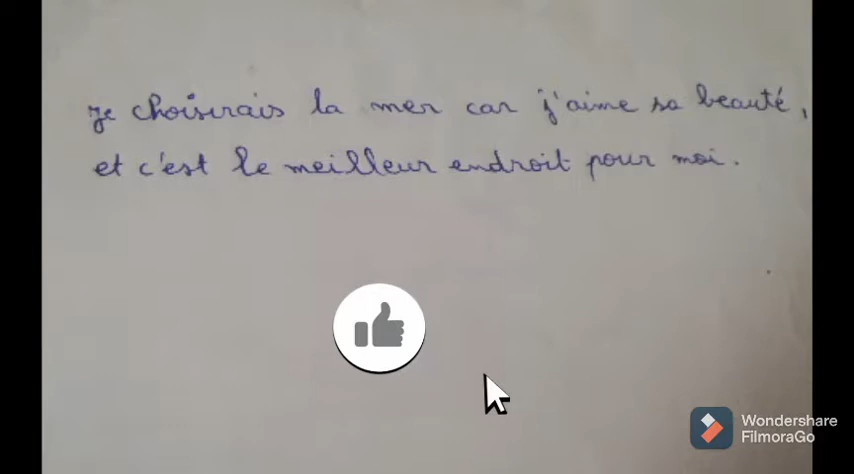 je choisirais la mer car j'aime sa beauté,
et c'est le meilleur endroit pour moi.
Wondershare
FilmoraGo